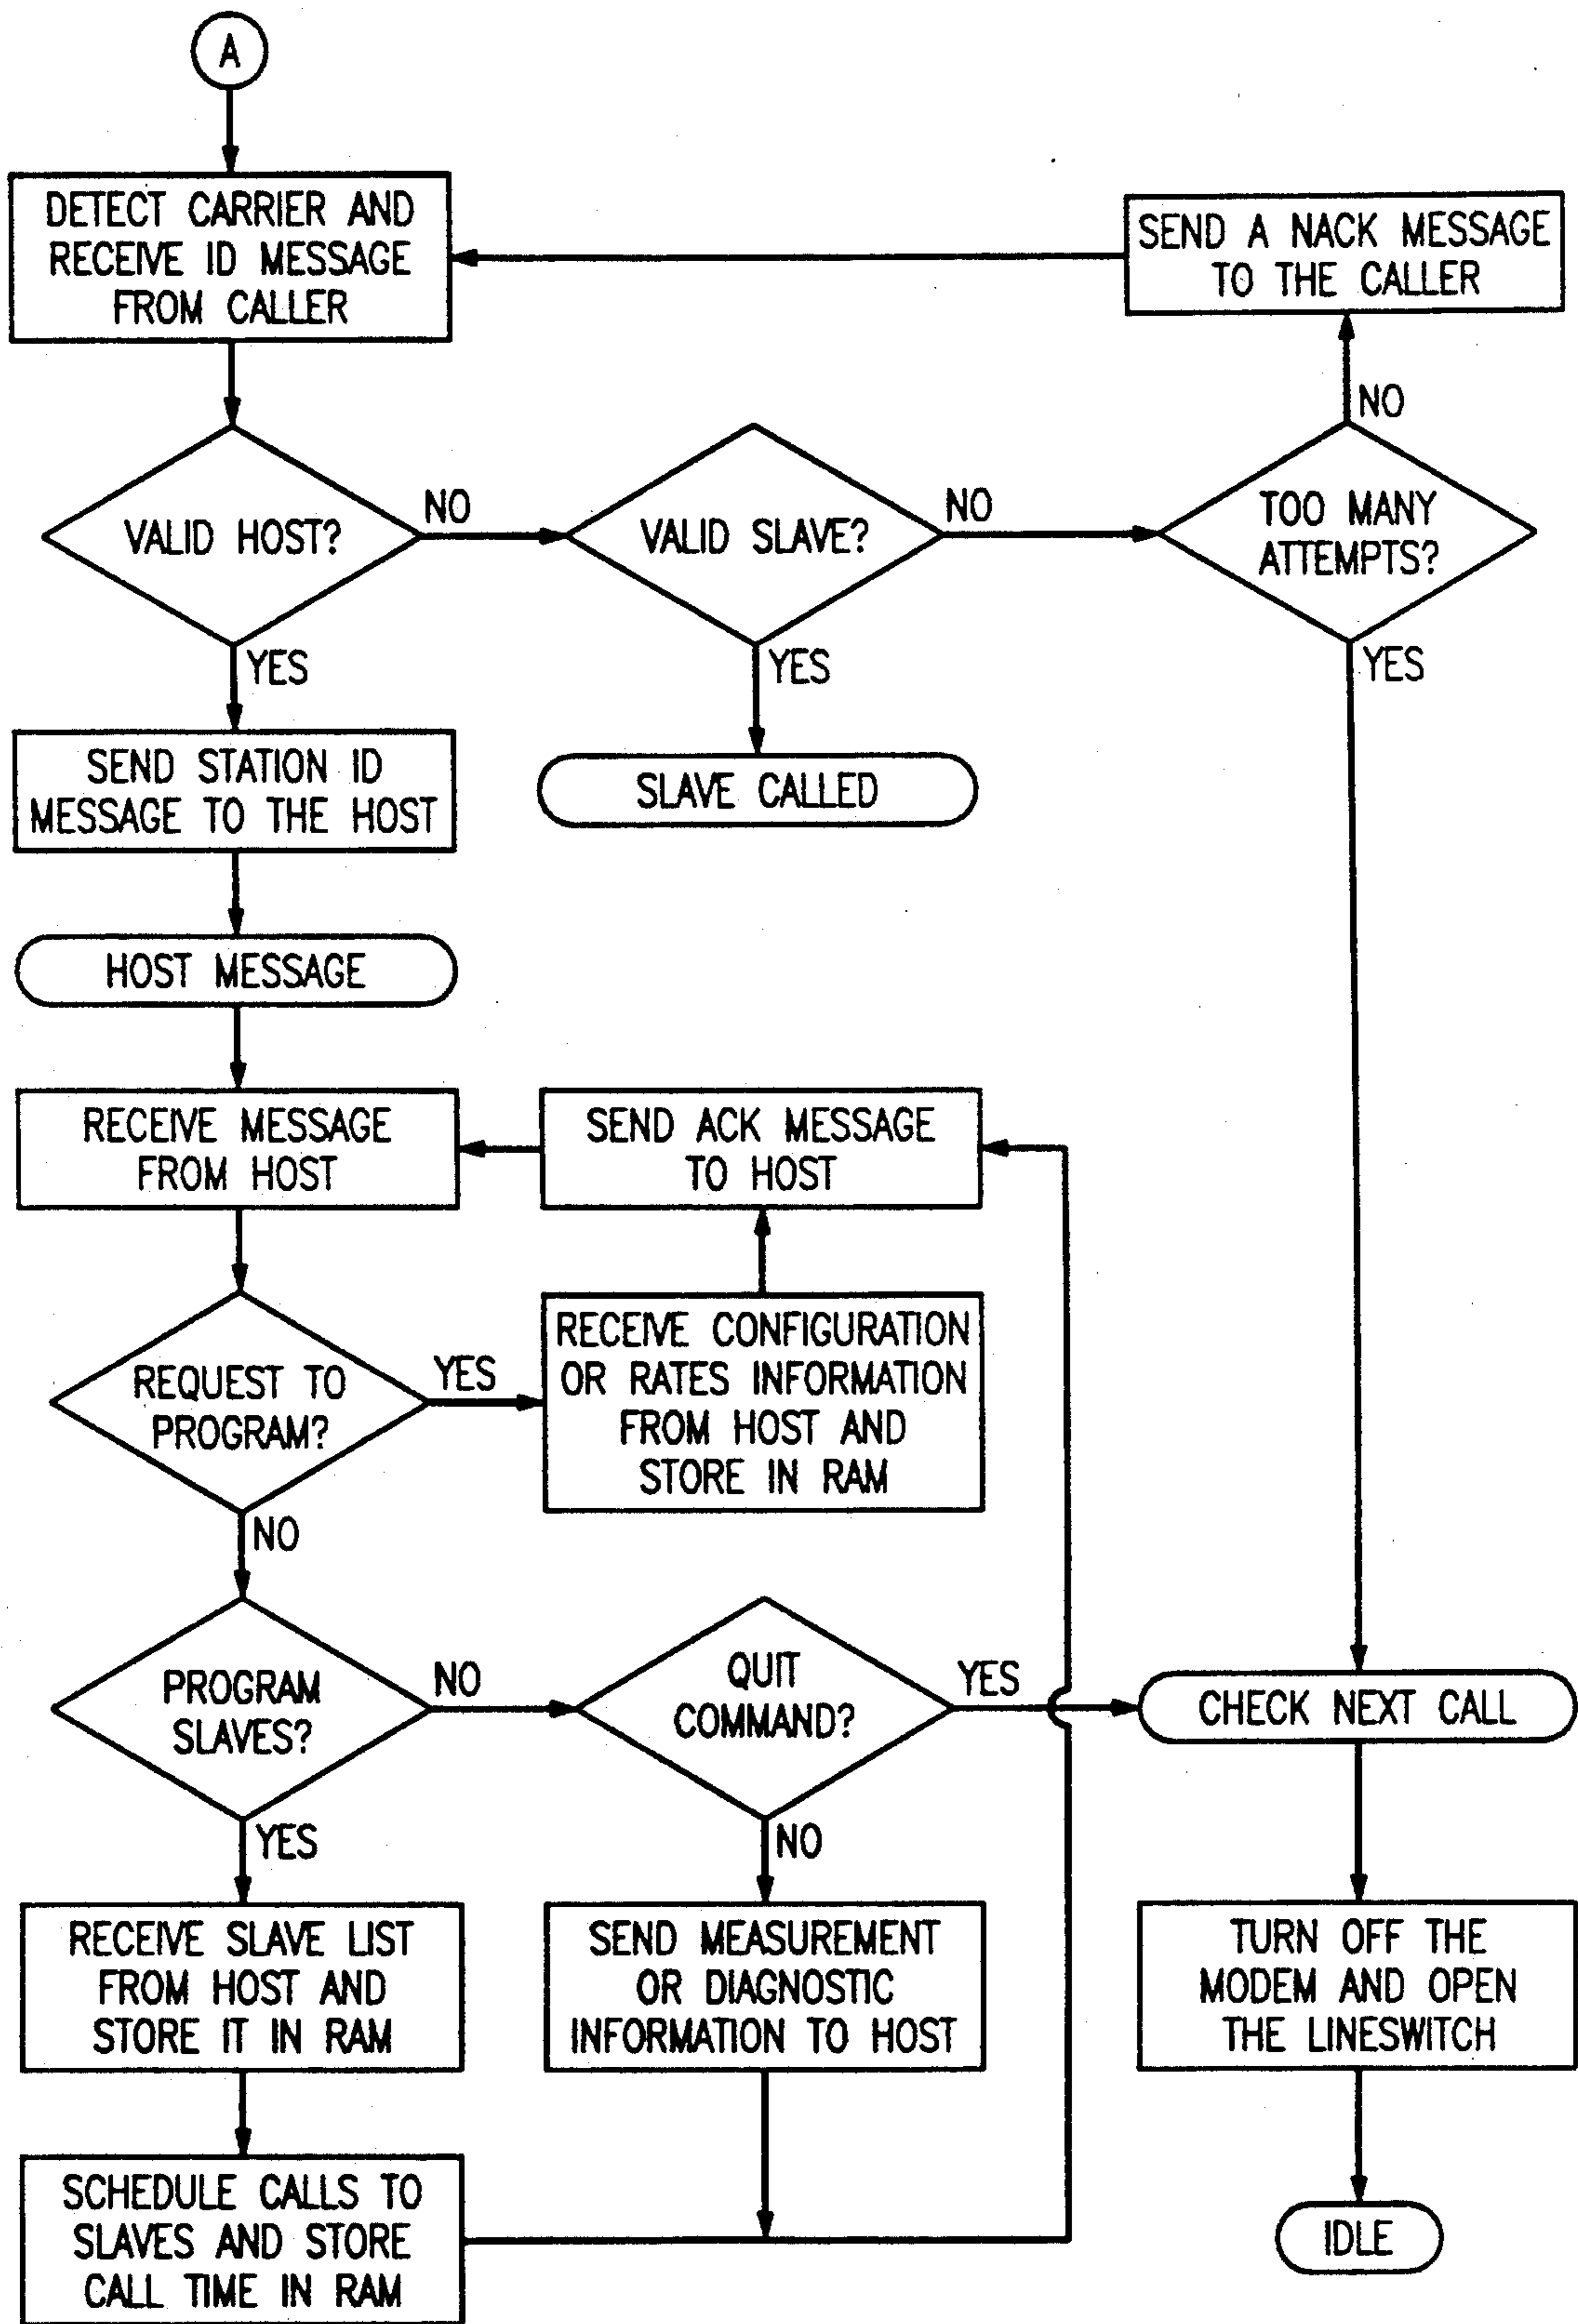 A
DETECT CARRIER AND
RECEIVE ID MESSAGE
FROM CALLER
SEND A NACK MESSAGE
TO THE CALLER
NO
VALID HOST?
NO
VALID SLAVE?
NO
TOO MANY
ATTEMPTS?
YES
YES
YES
SEND STATION ID
MESSAGE TO THE HOST
SLAVE CALLED
HOST MESSAGE
RECEIVE MESSAGE
FROM HOST
SEND ACK MESSAGE
TO HOST
REQUEST TO
PROGRAM?
YES
RECEIVE CONFIGURATION
OR RATES INFORMATION
FROM HOST AND
STORE IN RAM
NO
PROGRAM
SLAVES?
NO
QUIT
COMMAND?
YES
CHECK NEXT CALL
YES
NO
RECEIVE SLAVE LIST
FROM HOST AND
STORE IT IN RAM
SEND MEASUREMENT
OR DIAGNOSTIC
INFORMATION TO HOST
TURN OFF THE
MODEM AND OPEN
THE LINESWITCH
SCHEDULE CALLS TO
SLAVES AND STORE
CALL TIME IN RAM
IDLE